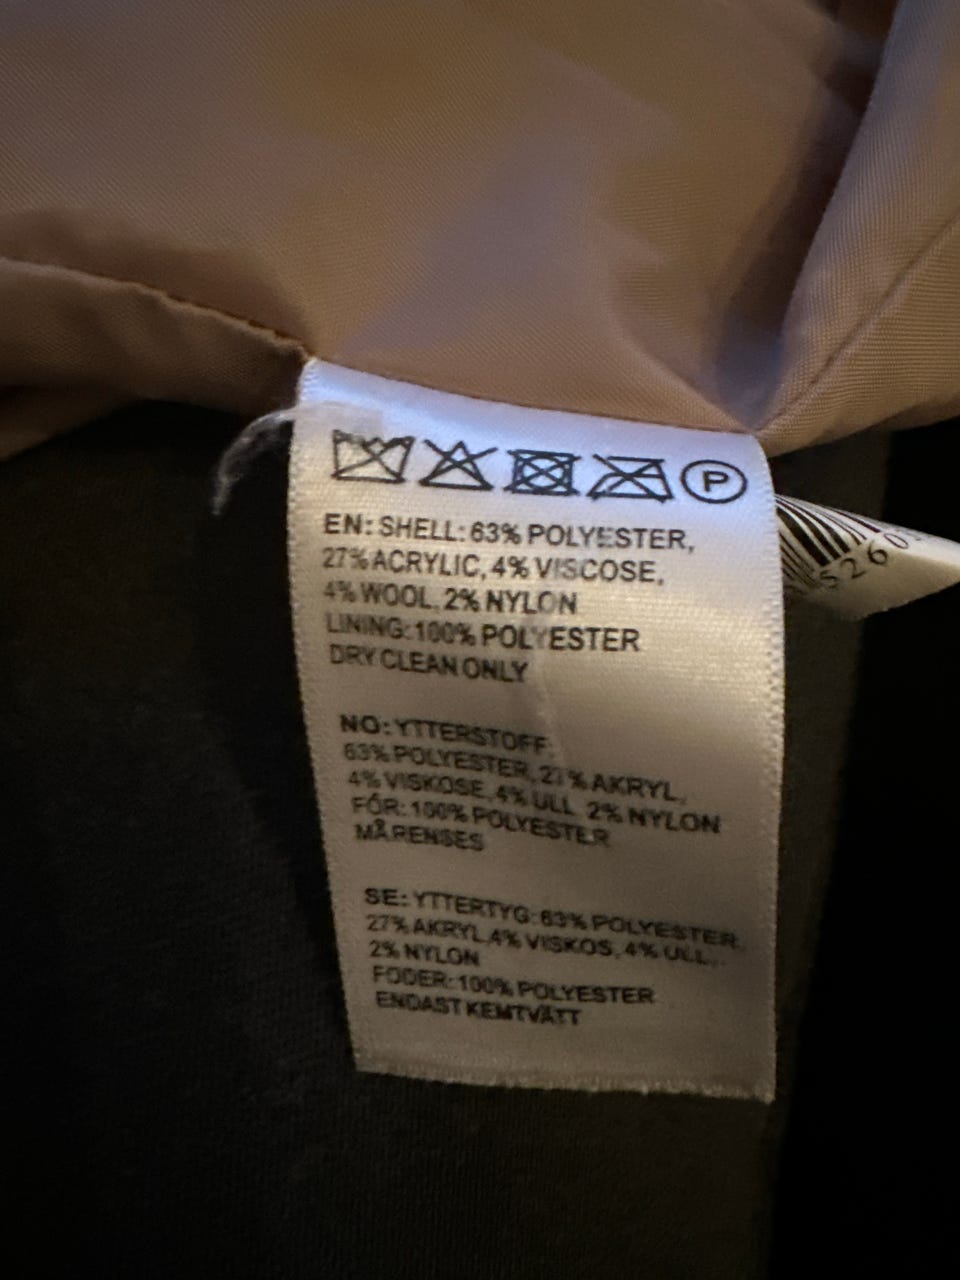 P
EN: SHELL: 63% POLYESTER,
27% ACRYLIC, 4% VISCOSE,
4% WOOL, 2% NYLON
LINING: 100% POLYESTER
DRY CLEAN ONLY
NO: YTTERSTOFF:
63% POLYESTER, 27% AKRYL,
4% VISKOSE, 4% ULL, 2% NYLON
FÓR: 100% POLYESTER
MÅ RENSES
SE: YTTERTYG: 63% POLYESTER,
27% AKRYL, 4% VISKOS, 4% ULL,
2% NYLON
FODER: 100% POLYESTER
ENDAST KEMTVÄTT
5260